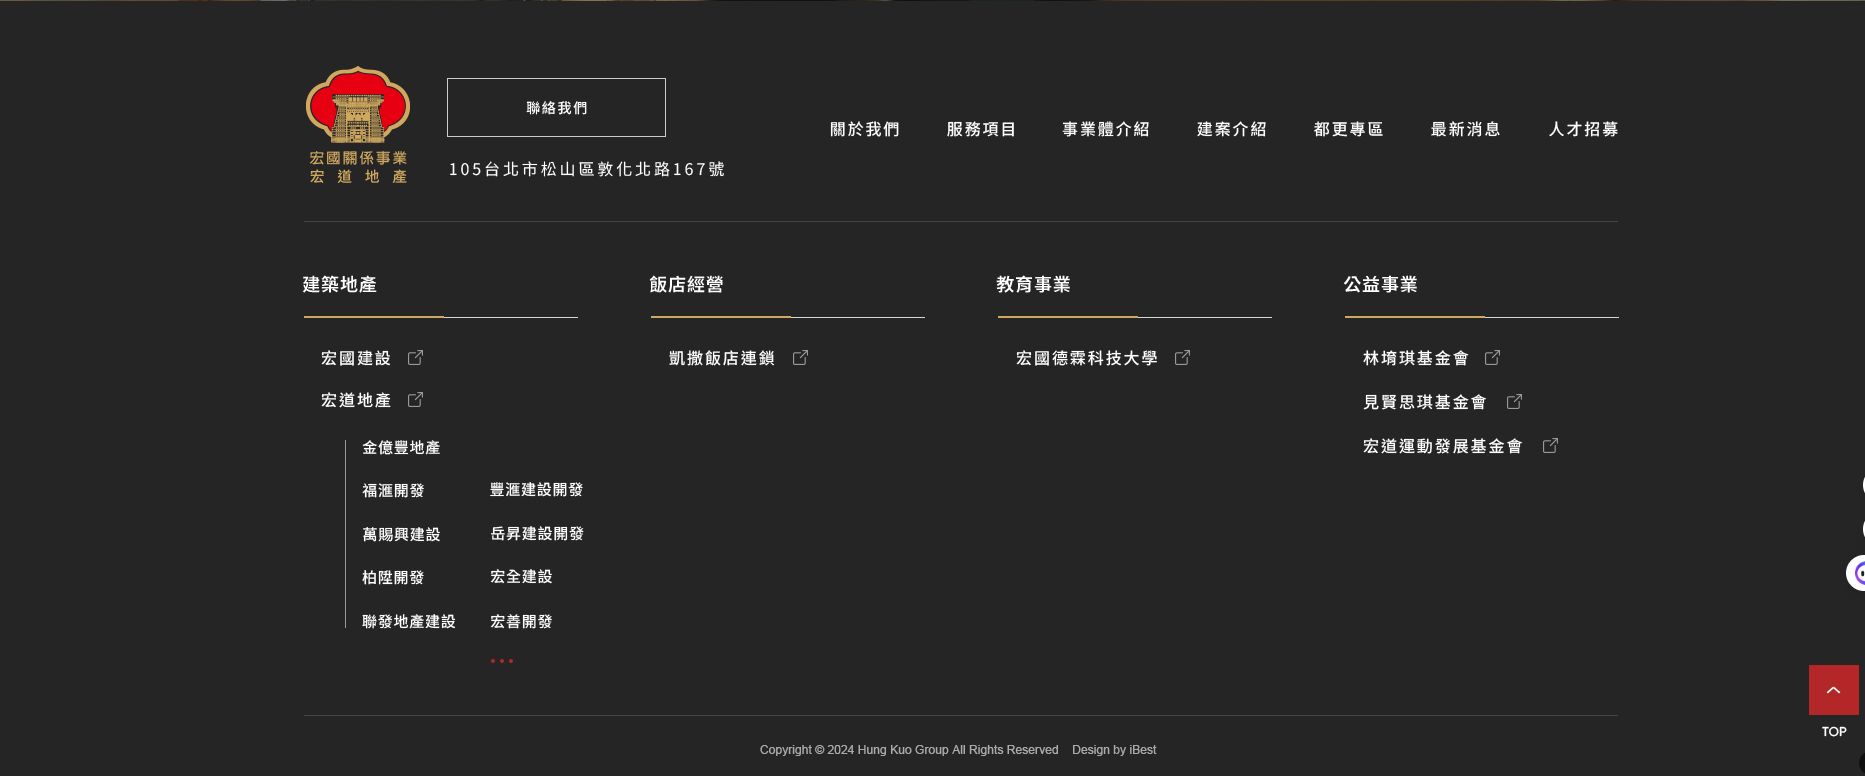 宏國關係事業
宏道地產
聯絡我們
105台北市松山區敦化北路167號
關於我們 服務項目 事業體介紹 建案介紹 都更專區 最新消息 人才招募
建築地產
宏國建設
宏道地產
金億豐地產
福滙開發 豐滙建設開發
萬賜興建設 岳昇建設開發
柏陞開發 宏全建設
聯發地產建設 宏善開發
飯店經營
凱撒飯店連鎖
教育事業
宏國德霖科技大學
公益事業
林堉琪基金會
見賢思琪基金會
宏道運動發展基金會
TOP
Copyright © 2024 Hung Kuo Group All Rights Reserved Design by iBest